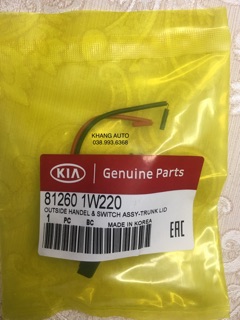 KHANG AUTO
038.993.6368
KIA
Genuine Parts
81260 1W220
OUTSIDE HANDEL & SWITCH ASSY-TRUNK LID
1 PC BC MADE IN KOREA
EAC